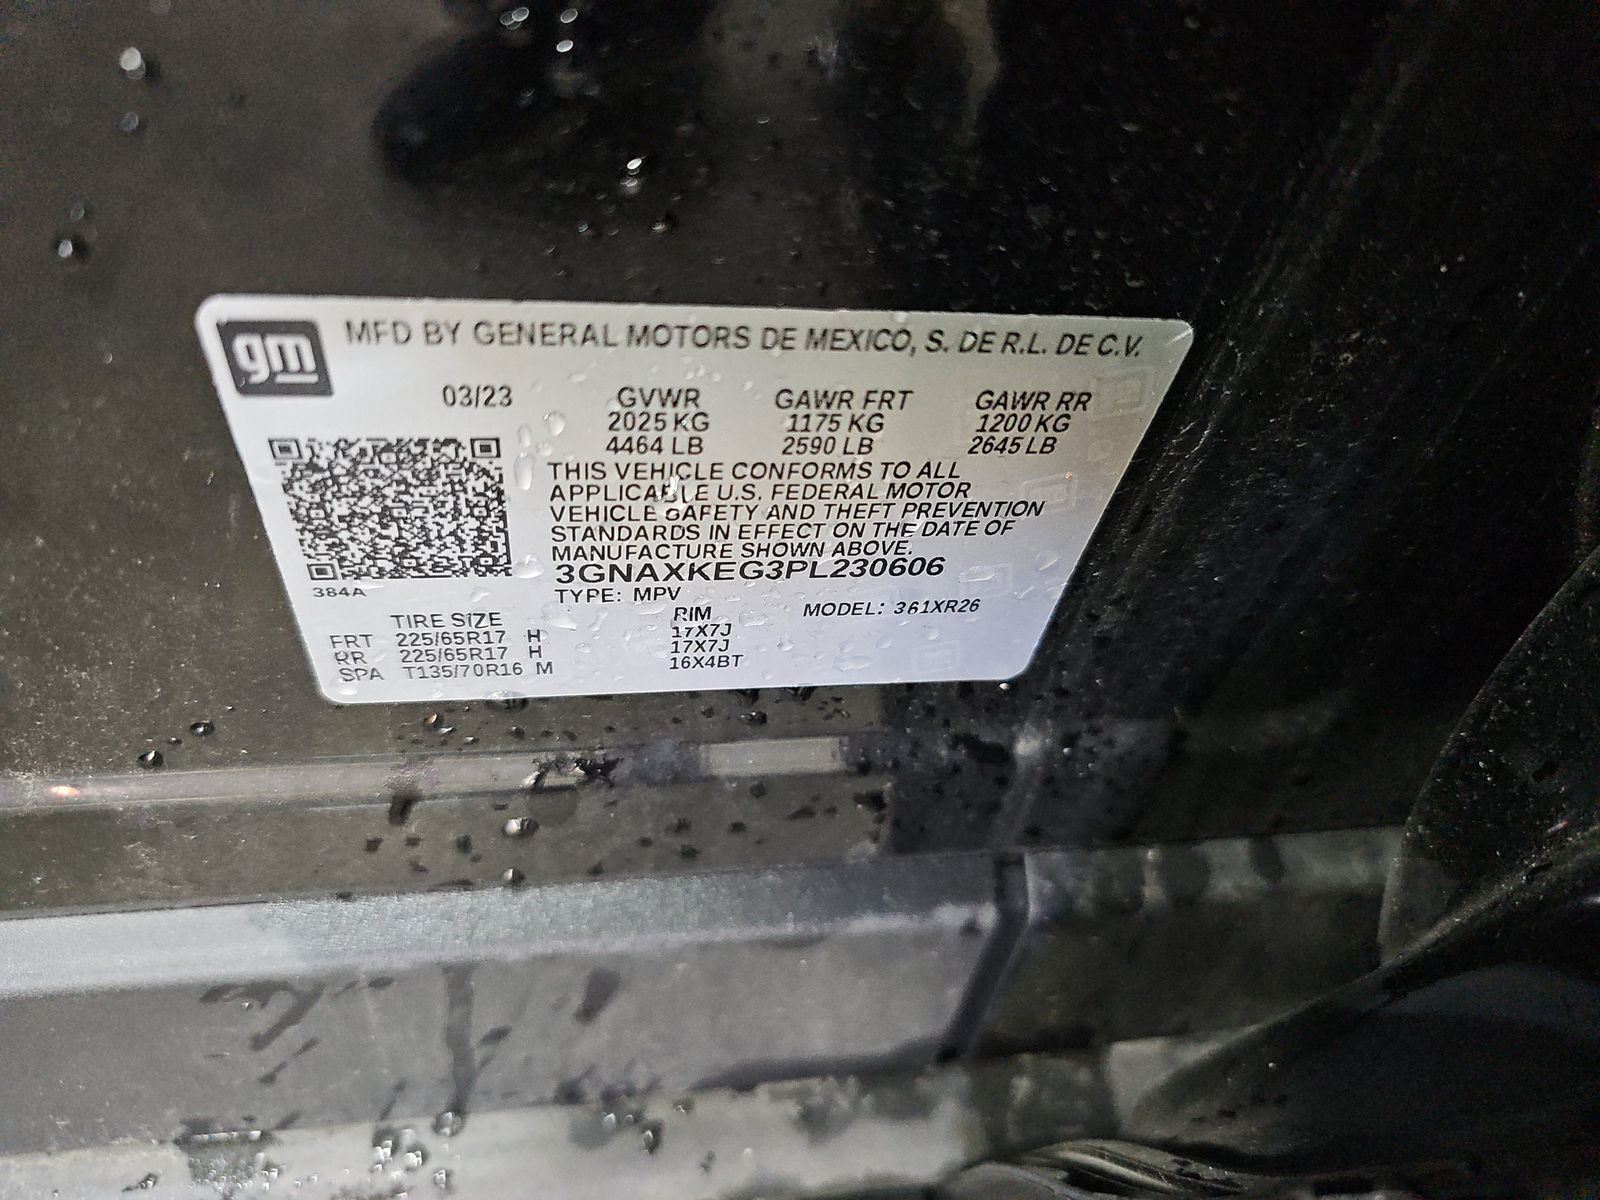 gm
MFD BY GENERAL MOTORS DE MEXICO, S. DE R.L. DE C.V.
03/23 GVWR GAWR FRT GAWR RR
2025 KG 1175 KG 1200 KG
4464 LB 2590 LB 2645 LB
THIS VEHICLE CONFORMS TO ALL
APPLICABLE U.S. FEDERAL MOTOR
VEHICLE SAFETY AND THEFT PREVENTION
STANDARDS IN EFFECT ON THE DATE OF
MANUFACTURE SHOWN ABOVE.
3GNAXKEG3PL230606
384A
TYPE: MPV
TIRE SIZE RIM MODEL: 361XR26
FRT 225/65R17 H 17X7J
RR 225/65R17 H 17X7J
SPA T135/70R16 M 16X4BT